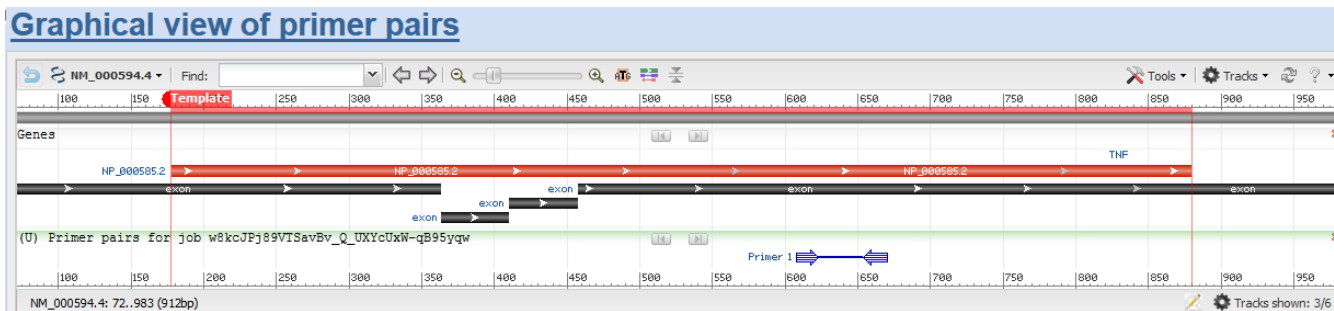 Graphical view of primer pairs
NM_000594.4 Find: Tools Tracks ?
100 150 Template 250 300 350 400 450 500 550 600 650 700 750 800 850 900 950
Genes
TNF
NP_000585.2 NP_000585.2 NP_000585.2
exon exon exon exon
exon
exon
(U) Primer pairs for job w8kcJPj89VTSavBv_Q_UXYcUxW-qB95yqw
Primer 1
100 150 200 250 300 350 400 450 500 550 600 650 700 750 800 850 900 950
NM_000594.4: 72..983 (912bp) Tracks shown: 3/6